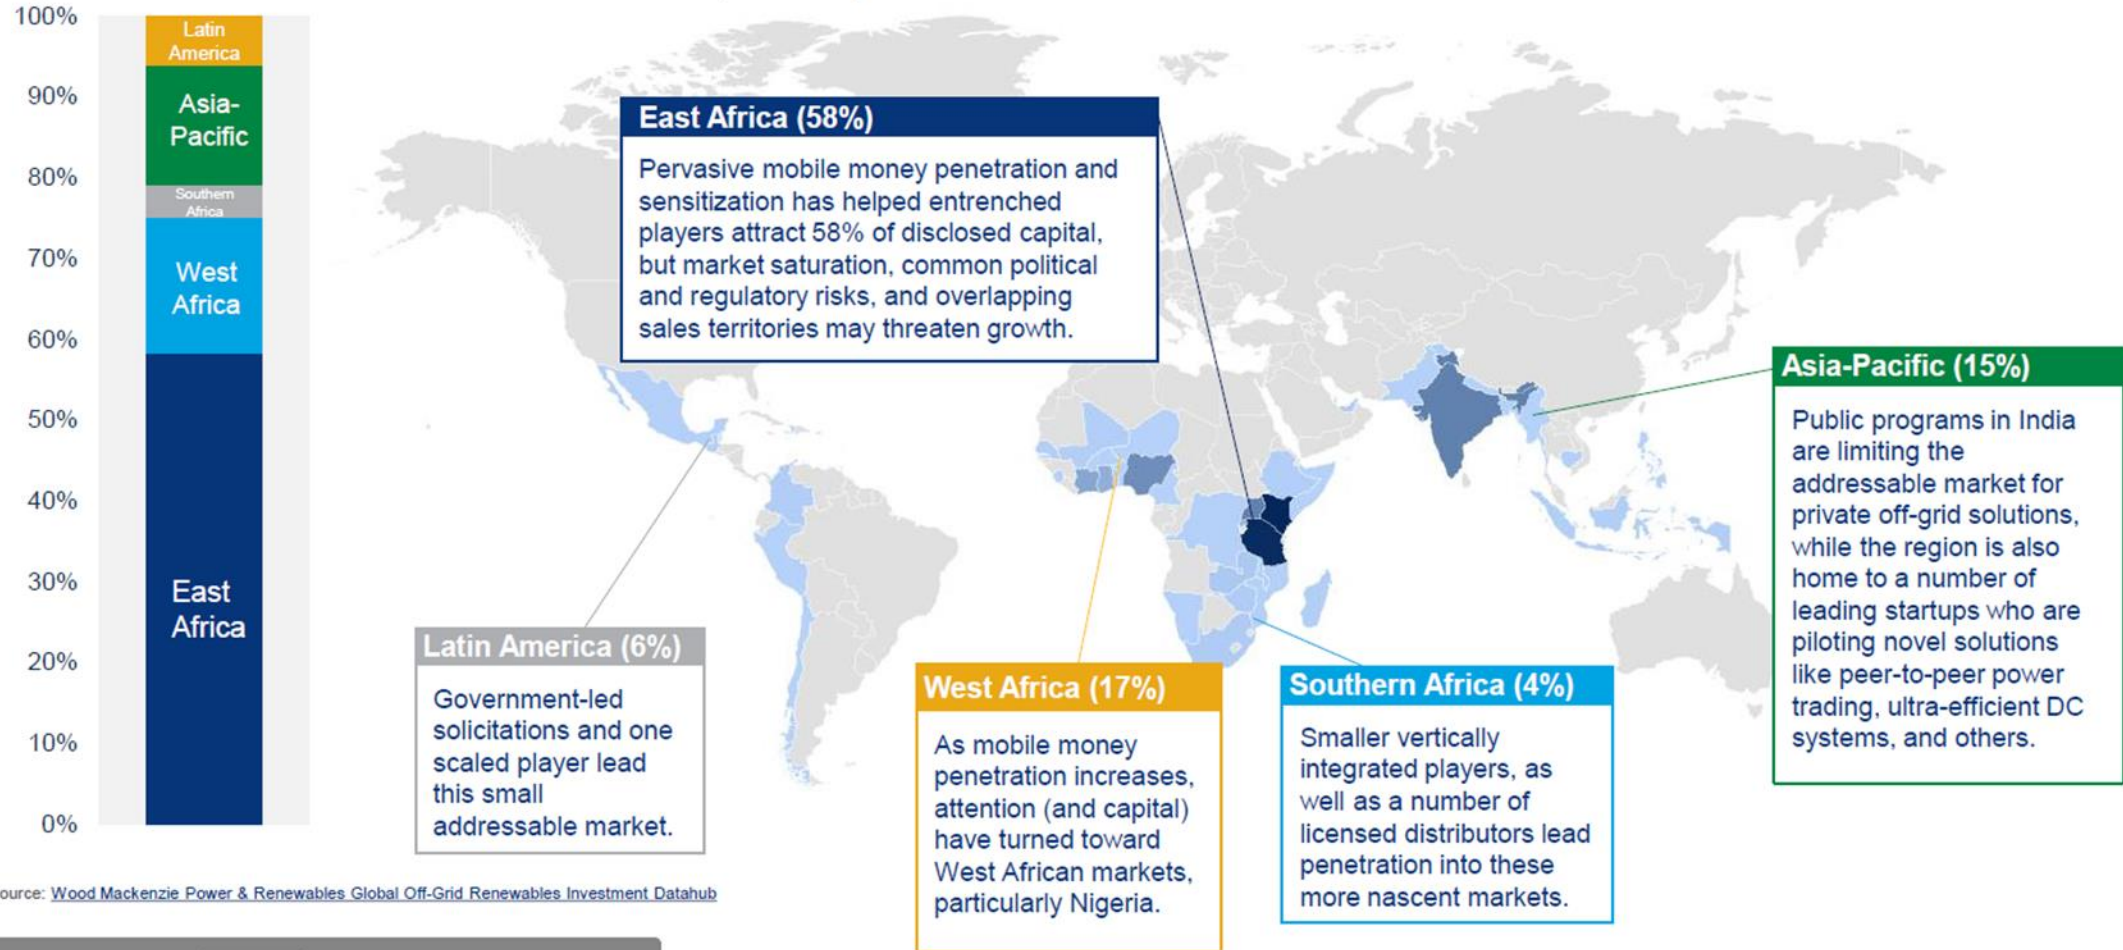 100%
90%
80%
70%
60%
50%
40%
30%
20%
10%
0%
Latin
America
Asia-
Pacific
Southern
Africa
West
Africa
East
Africa
East Africa (58%)
Pervasive mobile money penetration and
sensitization has helped entrenched
players attract 58% of disclosed capital,
but market saturation, common political
and regulatory risks, and overlapping
sales territories may threaten growth.
Asia-Pacific (15%)
Public programs in India
are limiting the
addressable market for
private off-grid solutions,
while the region is also
home to a number of
leading startups who are
piloting novel solutions
like peer-to-peer power
trading, ultra-efficient DC
systems, and others.
Latin America (6%)
Government-led
solicitations and one
scaled player lead
this small
addressable market.
West Africa (17%)
As mobile money
penetration increases,
attention (and capital)
have turned toward
West African markets,
particularly Nigeria.
Southern Africa (4%)
Smaller vertically
integrated players, as
well as a number of
licensed distributors lead
penetration into these
more nascent markets.
ource: Wood Mackenzie Power & Renewables Global Off-Grid Renewables Investment Datahub